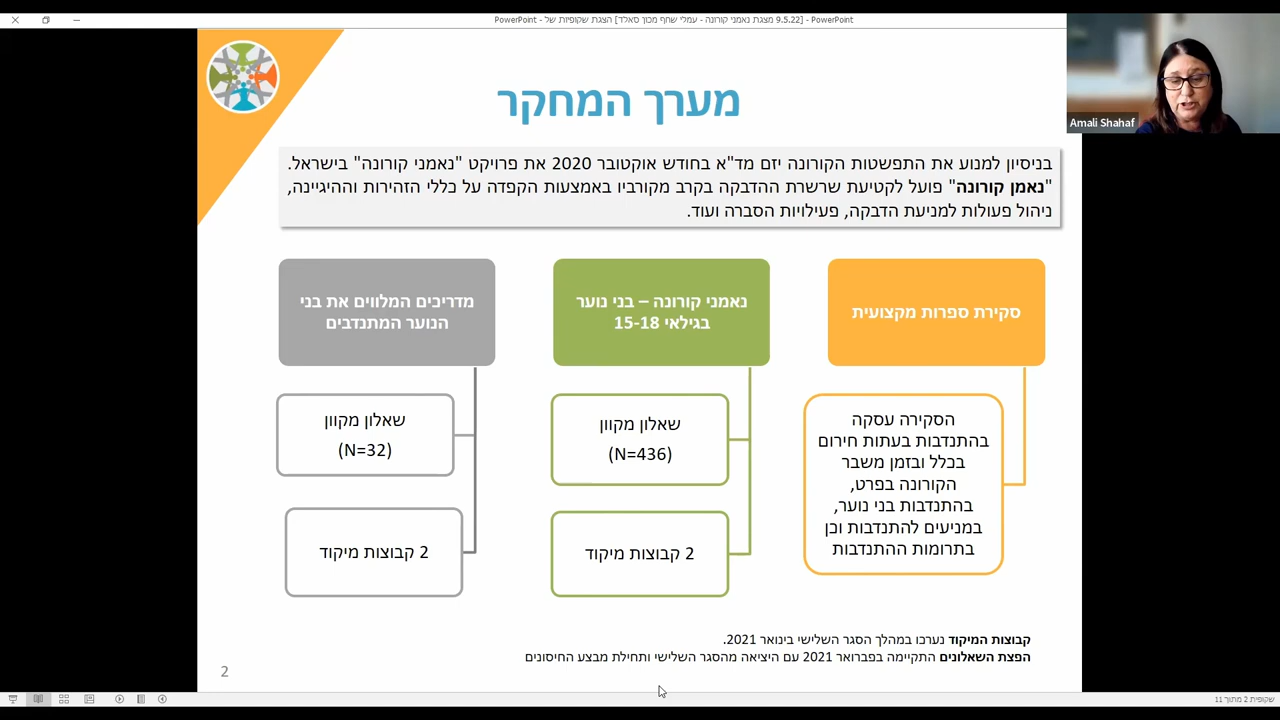 PowerPoint - [9.5.22 מצגת נאמני קורונה - עמלי שחף מכון סאלד] הצגת שקופיות של - PowerPoint
Amali Shahaf
מערך המחקר
בניסיון למנוע את התפשטות הקורונה יזם מד"א בחודש אוקטובר 2020 את פרויקט "נאמני קורונה" בישראל.
"נאמן קורונה" פועל לקטיעת שרשרת ההדבקה בקרב מקורביו באמצעות הקפדה על כללי הזהירות וההיגיינה,
ניהול פעולות למניעת הדבקה, פעילויות הסברה ועוד.
סקירת ספרות מקצועית
הסקירה עסקה
בהתנדבות בעתות חירום
בכלל ובזמן משבר
הקורונה בפרט,
בהתנדבות בני נוער,
במניעים להתנדבות וכן
בתרומות ההתנדבות
נאמני קורונה – בני נוער
בגילאי 15-18
שאלון מקוון
(N=436)
2 קבוצות מיקוד
מדריכים המלווים את בני
הנוער המתנדבים
שאלון מקוון
(N=32)
2 קבוצות מיקוד
קבוצות המיקוד נערכו במהלך הסגר השלישי בינואר 2021.
הפצת השאלונים התקיימה בפברואר 2021 עם היציאה מהסגר השלישי ותחילת מבצע החיסונים
2
שקופית 2 מתוך 11